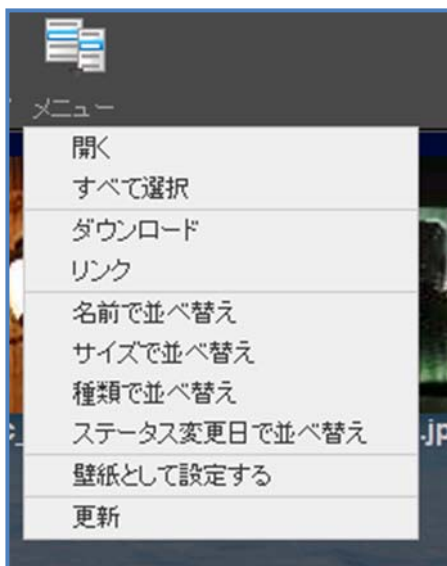 メニュー
開く
すべて選択
ダウンロード
リンク
名前で並べ替え
サイズで並べ替え
種類で並べ替え
ステータス変更日で並べ替え
.jp
壁紙として設定する
更新